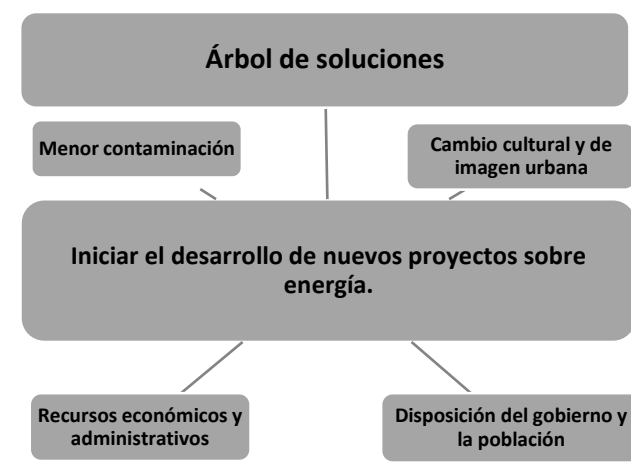 Árbol de soluciones
Menor contaminación
Cambio cultural y de
imagen urbana
Iniciar el desarrollo de nuevos proyectos sobre
energía.
Recursos económicos y
administrativos
Disposición del gobierno y
la población